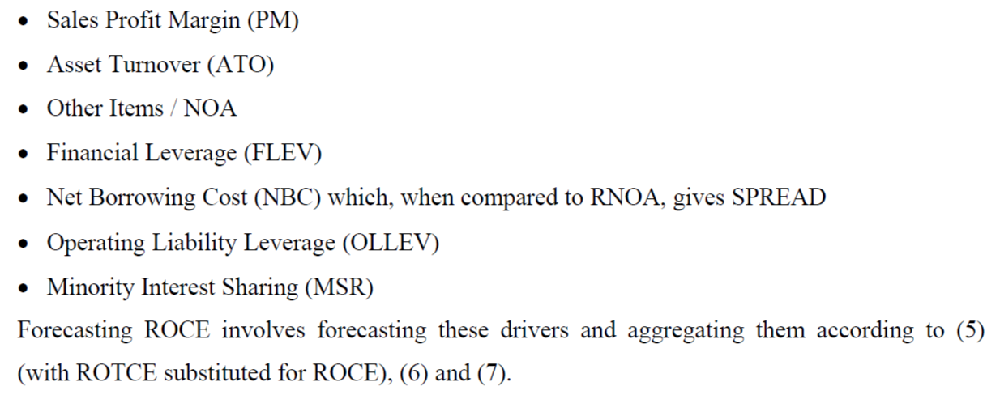 • Sales Profit Margin (PM)
• Asset Turnover (ATO)
• Other Items / NOA
• Financial Leverage (FLEV)
• Net Borrowing Cost (NBC) which, when compared to RNOA, gives SPREAD
• Operating Liability Leverage (OLLEV)
• Minority Interest Sharing (MSR)
Forecasting ROCE involves forecasting these drivers and aggregating them according to (5)
(with ROTCE substituted for ROCE), (6) and (7).